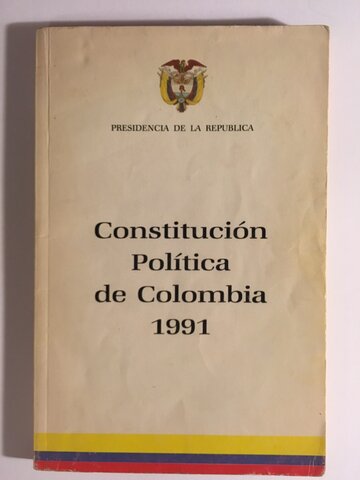 PRESIDENCIA DE LA REPUBLICA
Constitución
Política
de Colombia
1991